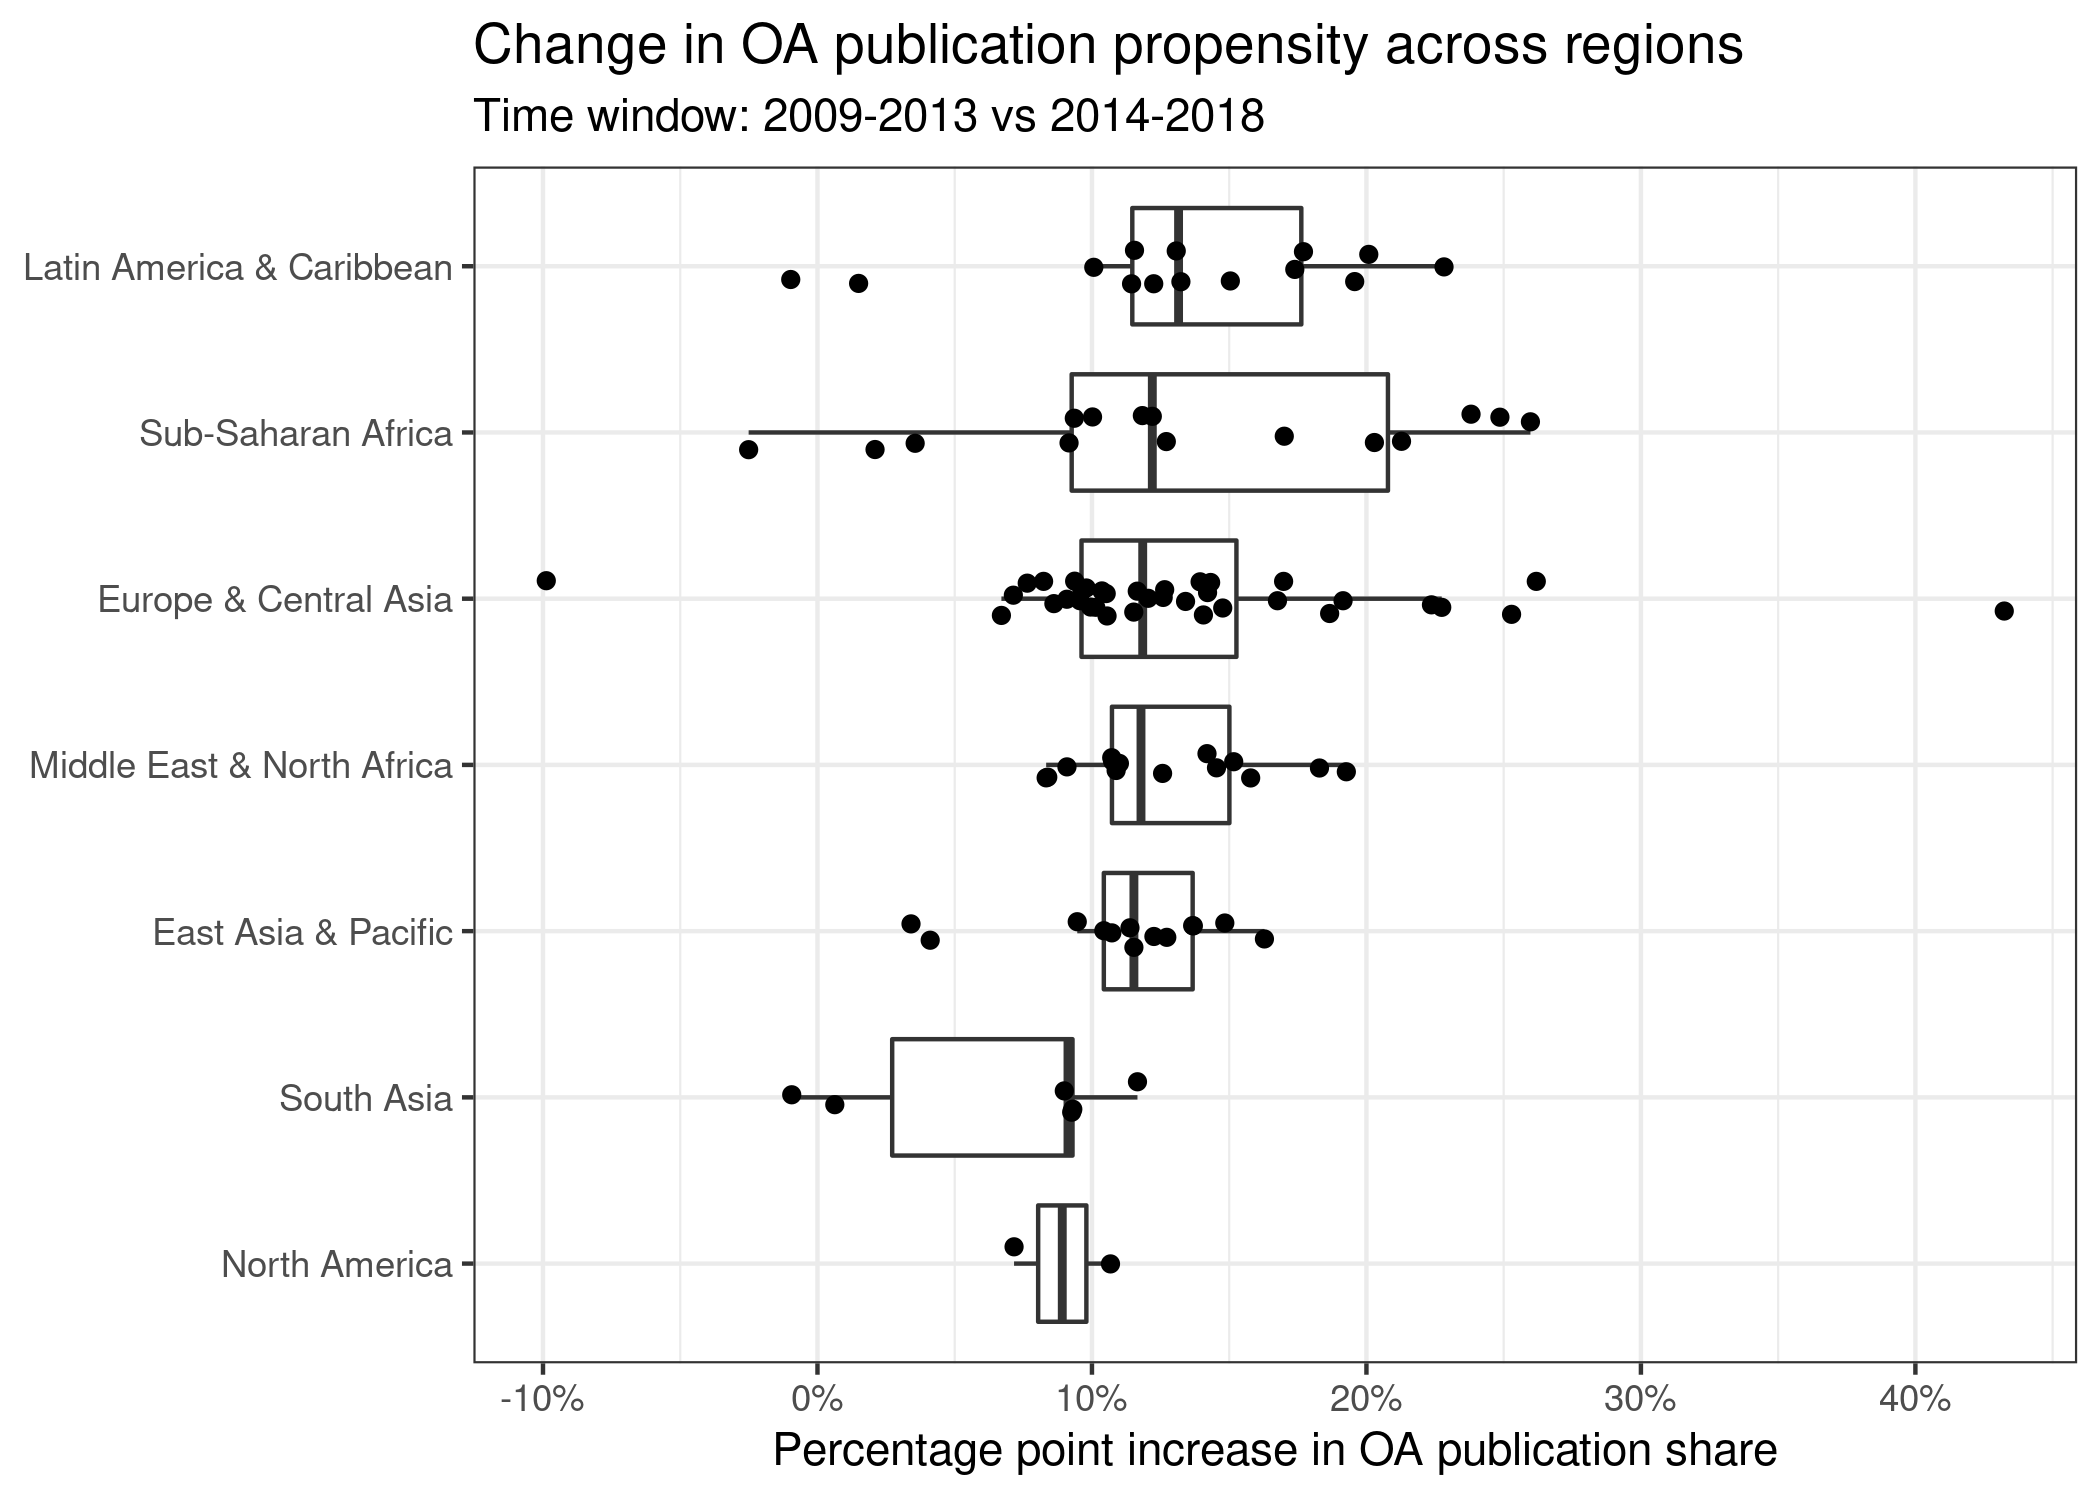 Change in OA publication propensity across regions
Time window: 2009-2013 vs 2014-2018
Latin America & Caribbean
Sub-Saharan Africa
Europe & Central Asia
Middle East & North Africa
East Asia & Pacific
South Asia
North America
-10% 0% 10% 20% 30% 40%
Percentage point increase in OA publication share